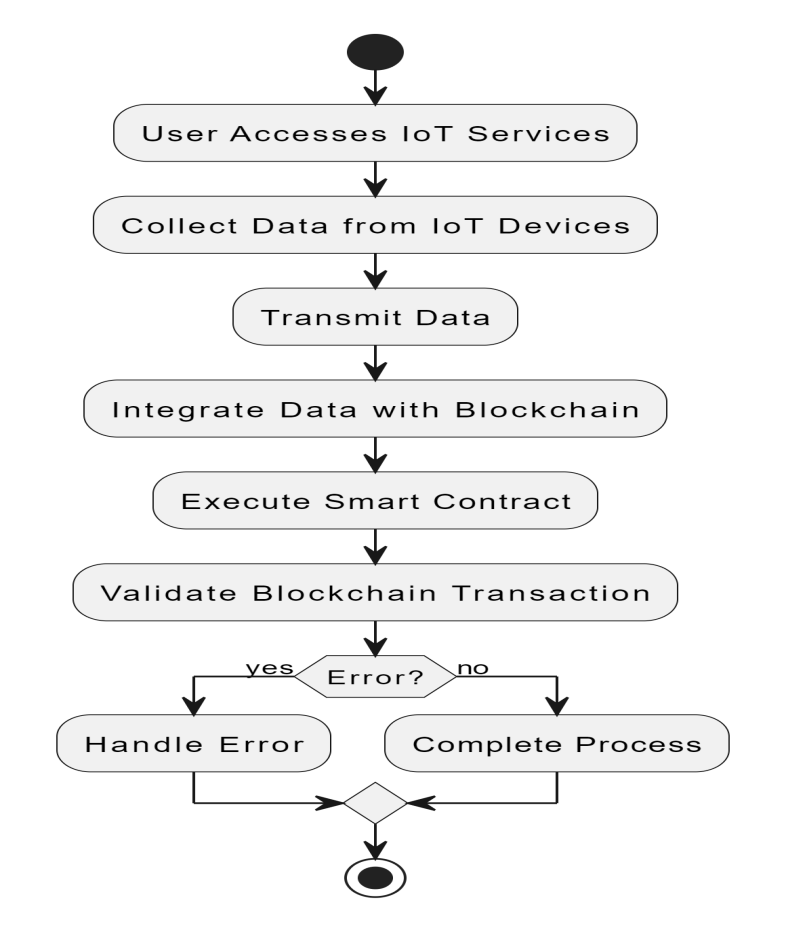 User Accesses IoT Services
Collect Data from IoT Devices
Transmit Data
Integrate Data with Blockchain
Execute Smart Contract
Validate Blockchain Transaction
yes
Error?
no
Handle Error
Complete Process